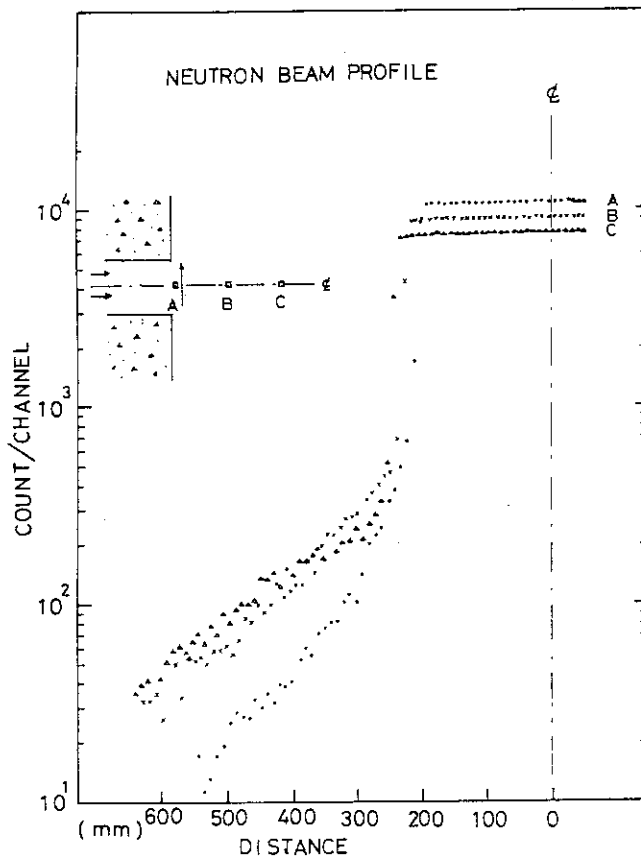 NEUTRON BEAM PROFILE
℄
10⁴
A
B
C
℄
A B C
10³
COUNT/CHANNEL
10²
10¹
(mm) 600 500 400 300 200 100 0
DISTANCE